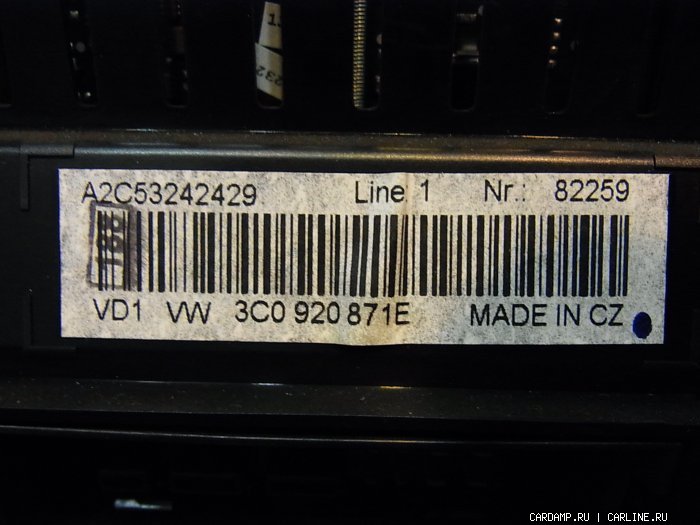 A2C53242429 Line 1 Nr.: 82259
VD1 VW 3C0 920 871E MADE IN CZ
CARDAMP.RU | CARLINE.RU